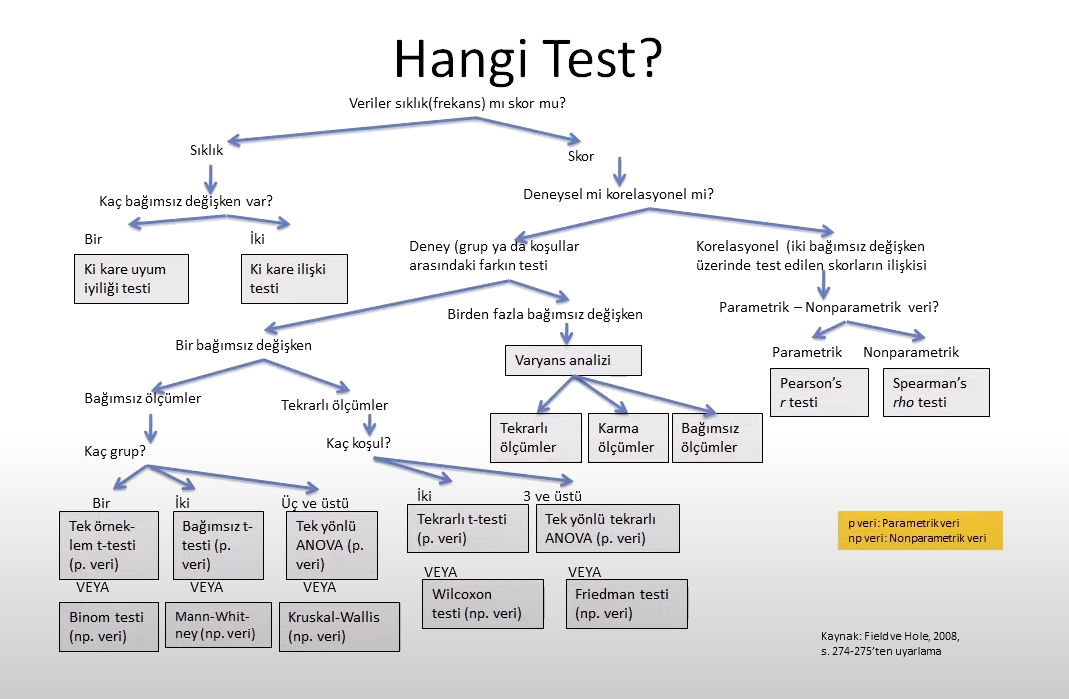 Hangi Test?
Veriler sıklık(frekans) mı skor mu?
Sıklık
Skor
Kaç bağımsız değişken var?
Deneysel mi korelasyonel mi?
Bir
İki
Ki kare uyum
iyiliği testi
Ki kare ilişki
testi
Deney (grup ya da koşullar
arasındaki farkın testi
Korelasyonel (iki bağımsız değişken
üzerinde test edilen skorların ilişkisi
Bir bağımsız değişken
Birden fazla bağımsız değişken
Parametrik – Nonparametrik veri?
Varyans analizi
Parametrik
Nonparametrik
Pearson's
r testi
Spearman's
rho testi
Bağımsız ölçümler
Tekrarlı ölçümler
Tekrarlı
ölçümler
Karma
ölçümler
Bağımsız
ölçümler
Kaç grup?
Kaç koşul?
Bir
İki
Üç ve üstü
İki
3 ve üstü
Tek örnek-
lem t-testi
(p. veri)
Bağımsız t-
testi (p.
veri)
Tek yönlü
ANOVA (p.
veri)
Tekrarlı t-testi
(p. veri)
Tek yönlü tekrarlı
ANOVA (p. veri)
VEYA
VEYA
VEYA
VEYA
VEYA
Binom testi
(np. veri)
Mann-Whit-
ney (np. veri)
Kruskal-Wallis
(np. veri)
Wilcoxon
testi (np. veri)
Friedman testi
(np. veri)
p veri: Parametrik veri
np veri: Nonparametrik veri
Kaynak: Field ve Hole, 2008,
s. 274-275'ten uyarlama